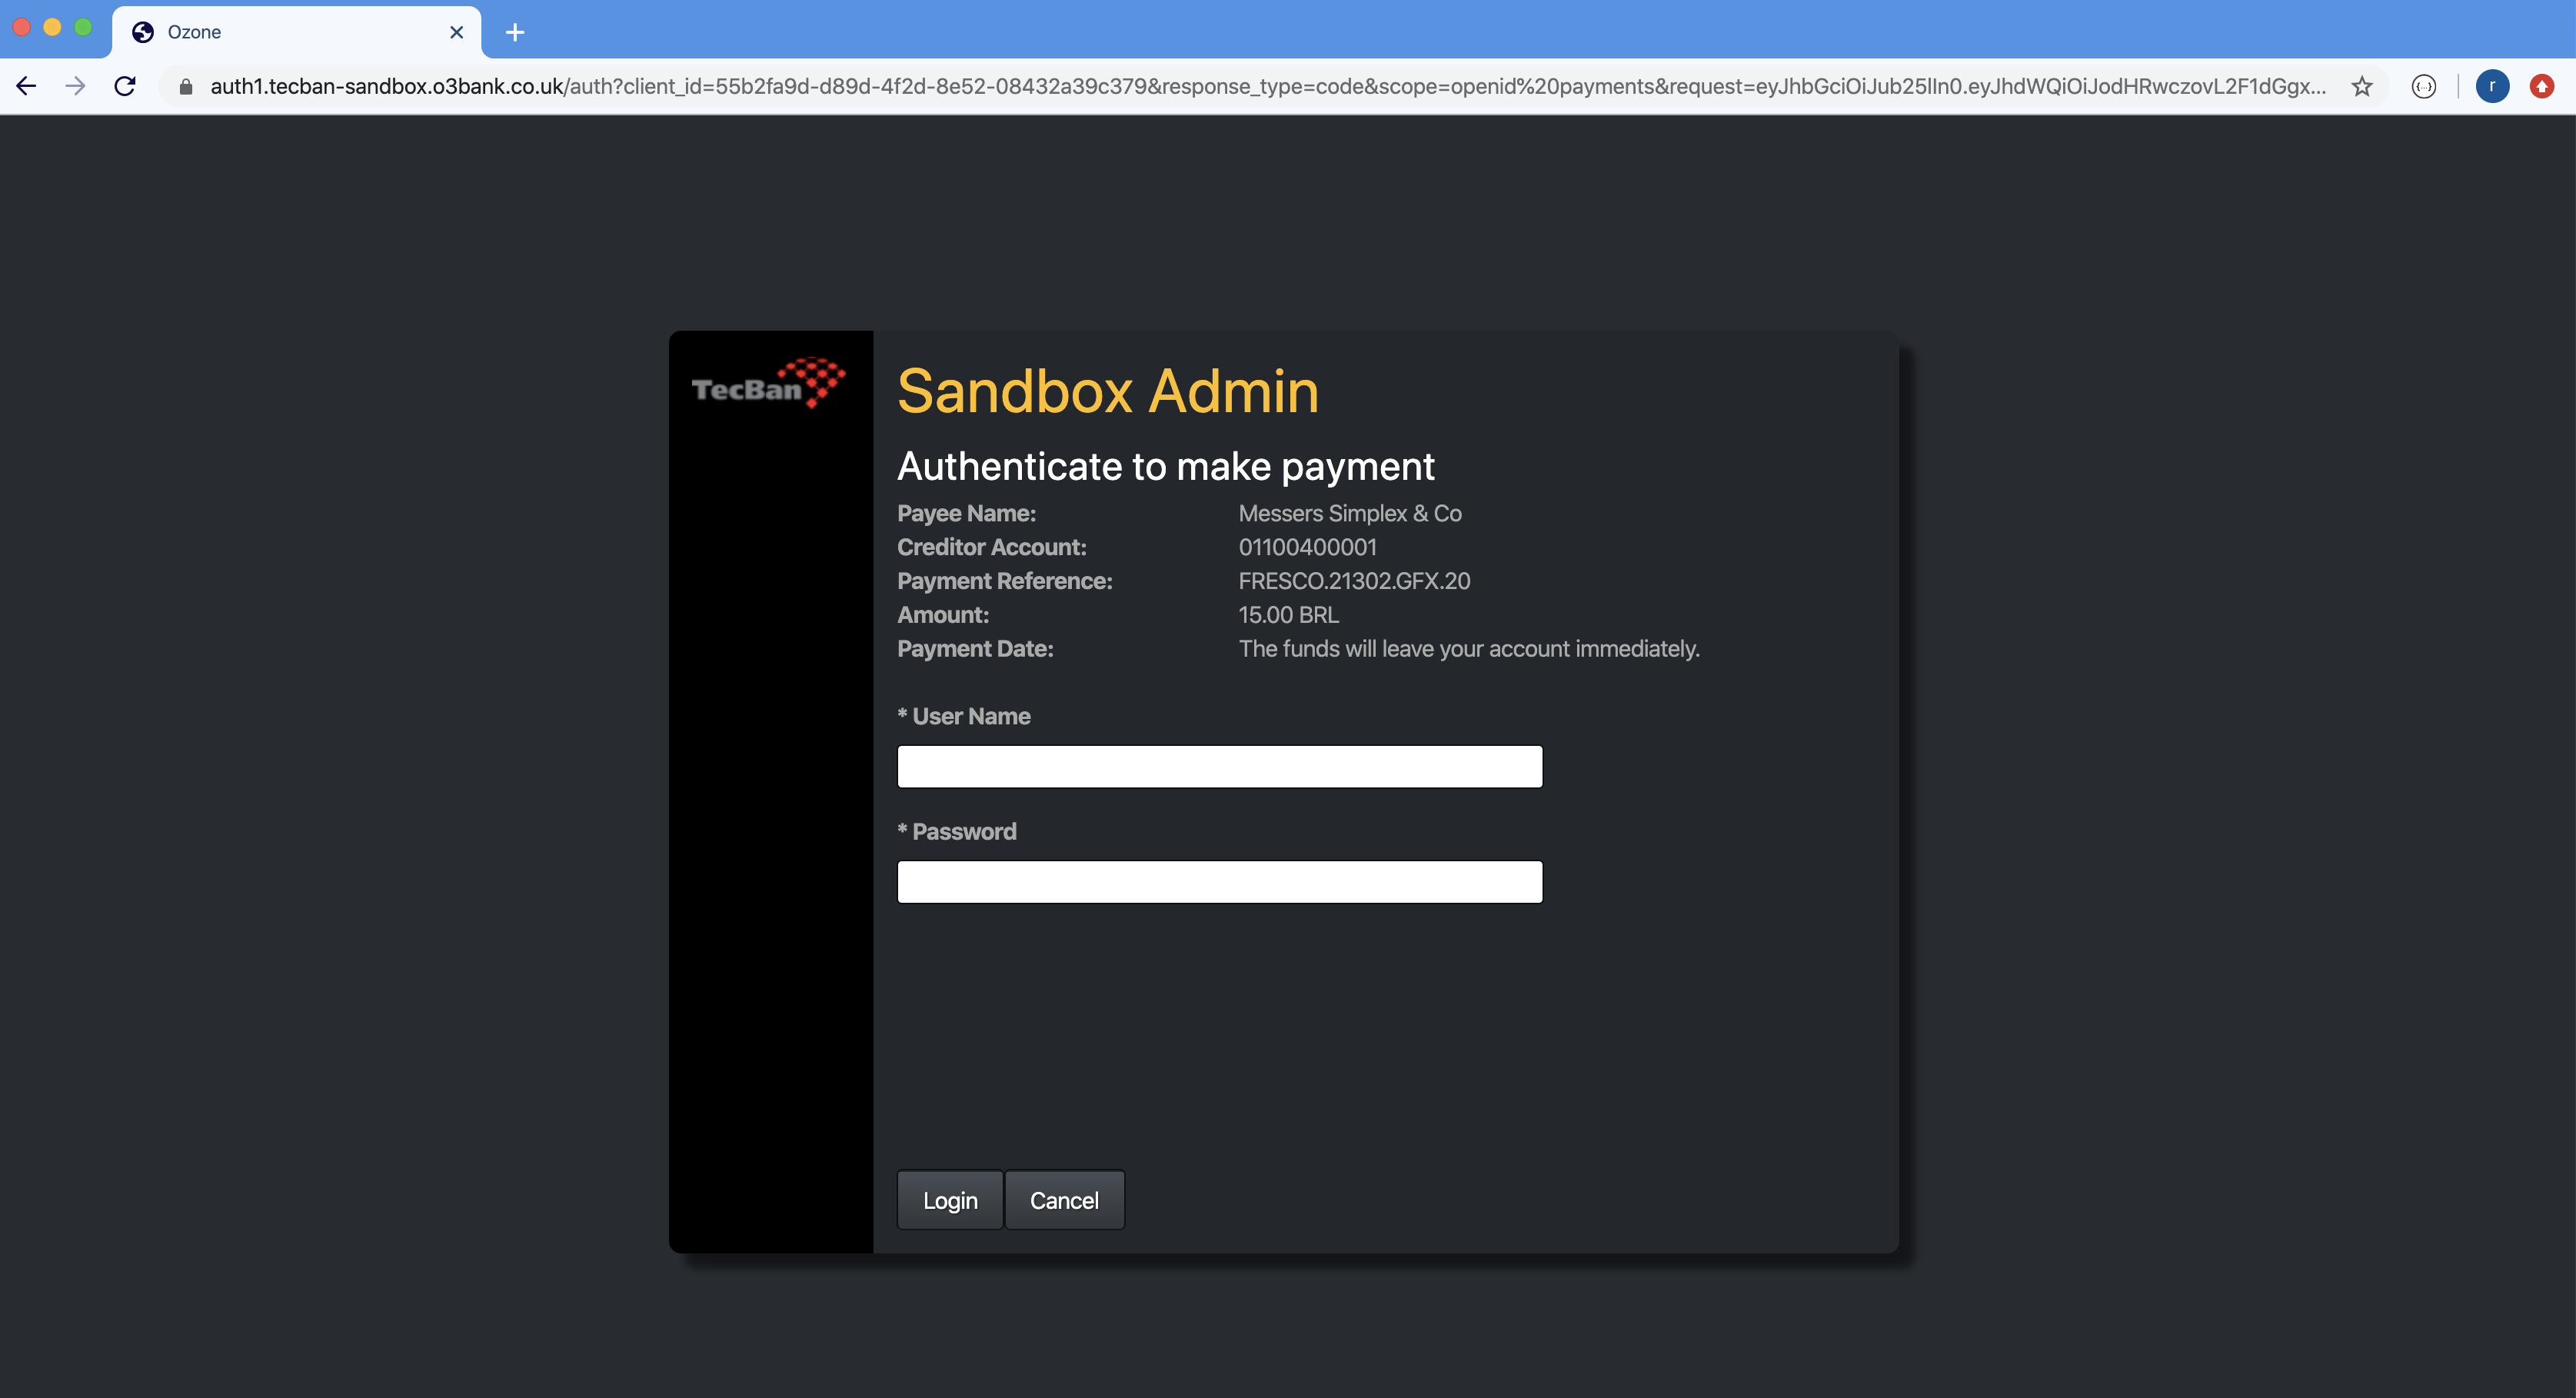 Ozone
auth1.tecban-sandbox.o3bank.co.uk/auth?client_id=55b2fa9d-d89d-4f2d-8e52-08432a39c379&response_type=code&scope=openid%20payments&request=eyJhbGciOiJub25lIn0.eyJhdWQiOiJodHRwczovL2F1dGgx...
r
TecBan
Sandbox Admin
Authenticate to make payment
Payee Name: Messers Simplex & Co
Creditor Account: 01100400001
Payment Reference: FRESCO.21302.GFX.20
Amount: 15.00 BRL
Payment Date: The funds will leave your account immediately.
* User Name
* Password
Login Cancel